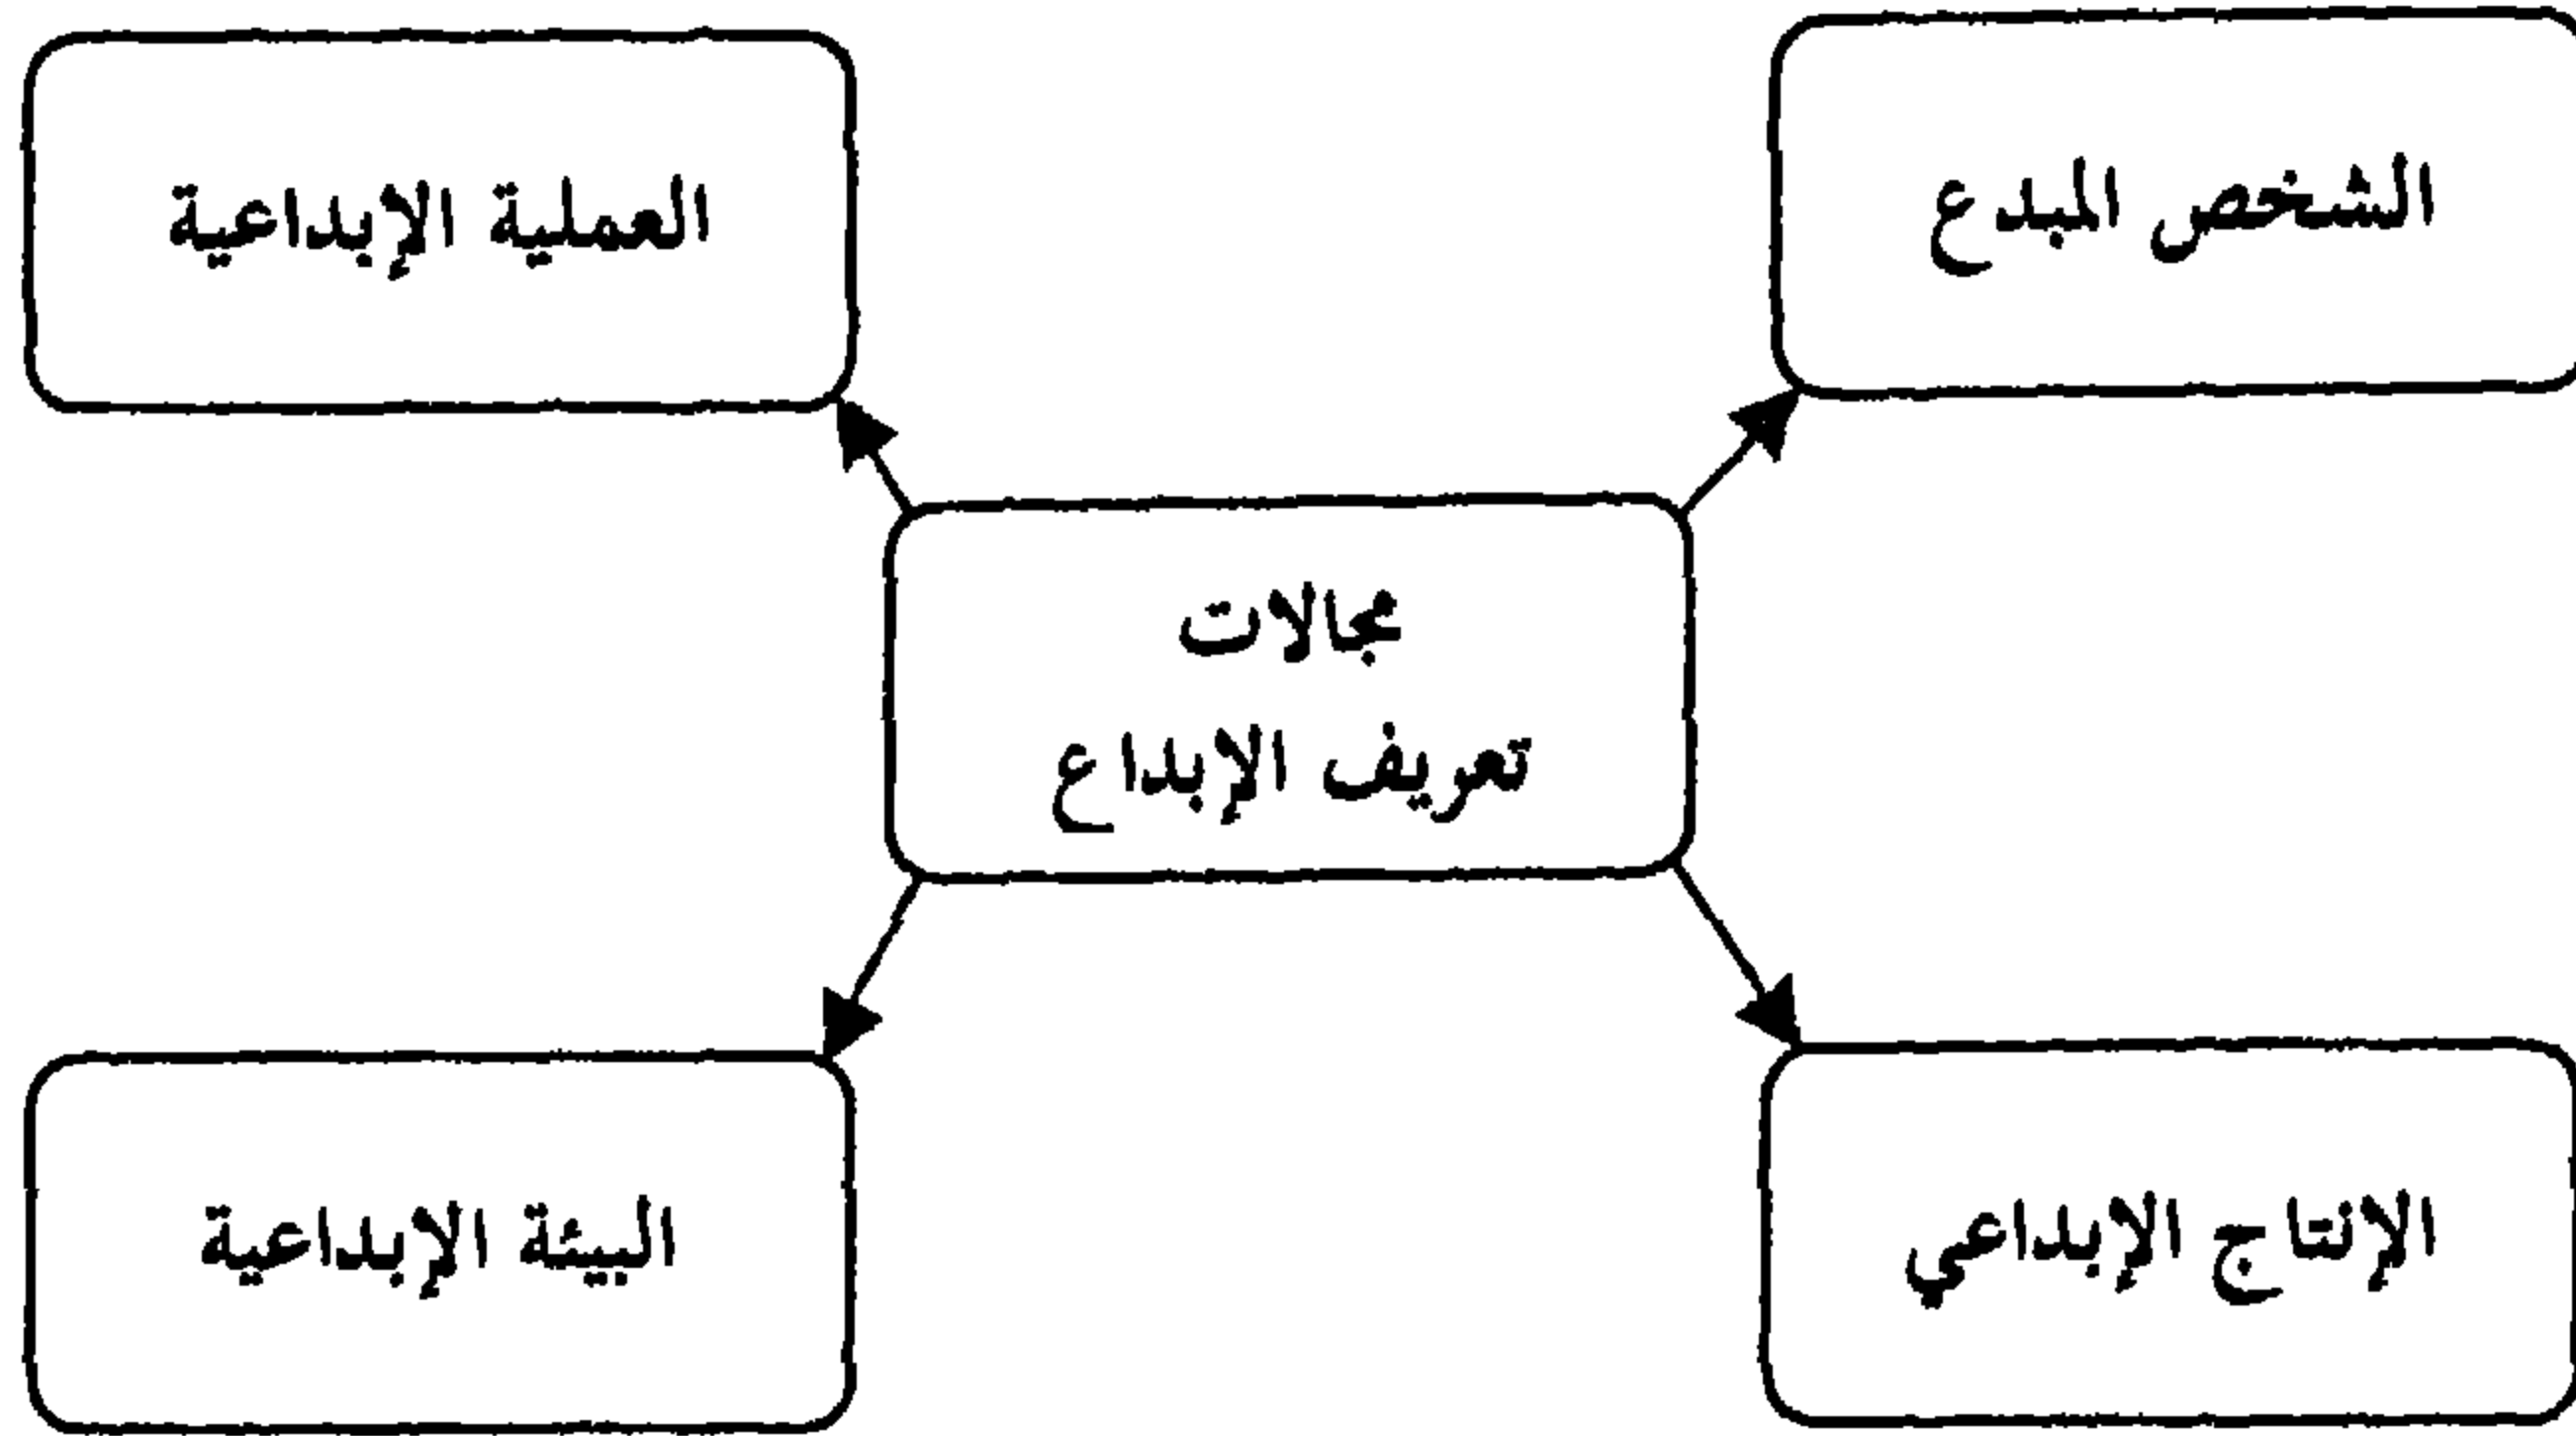 الشخص المبدع
العملية الإبداعية
مجالات
تعريف الإبداع
الإنتاج الإبداعي
البيئة الإبداعية